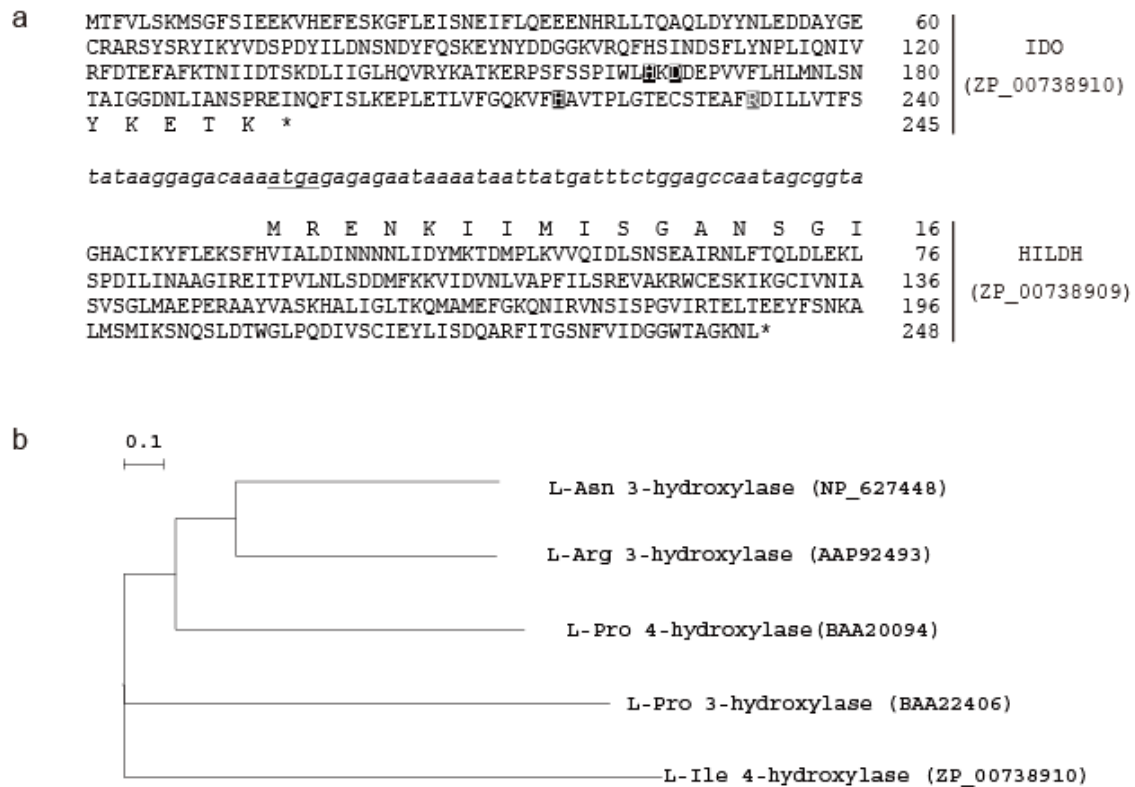 a
MTFVLSKMSGFSIEEKVHEFESKGFLEISNEIFLQEEENHRLLTQAQLDYYNLEDDAYGE 60
CRARSYSRYIKYVDSPDYILDNSNDYFQSKEYNYDDGGKVRQFHSINDSFLYNPLIQNIV 120
IDO
RFDTEFAFKTNIIDTSKDLIIGLHQVRYKATKERPSFSSPIWLHKDDEPVVFLHLMNLSN 180
(ZP_00738910)
TAIGGDNLIANSPREINQFISLKEPLETLVFGQKVFHAVTPLGTECSTEAFRDILLVTFS 240
Y K E T K * 245
tataaggagacaaaatgagagagaataaaataattatgatttctggagccaatagcggta
M R E N K I I M I S G A N S G I 16
GHACIKYFLEKSFHVIALDINNNNLIDYMKTDMPLKVVQIDLSNSEAIRNLFTQLDLEKL 76
HILDH
SPDILINAAGIREITPVLNLSDDMFKKVIDVNLVAPFILSREVAKRWCESKIKGCIVNIA 136
(ZP_00738909)
SVSGLMAEPERAAYVASKHALIGLTKQMAMEFGKQNIRVNSISPGVIRTELTEEYFSNKA 196
LMSMIKSNQSLDTWGLPQDIVSCIEYLISDQARFITGSNFVIDGGWTAGKNL* 248
b
0.1
L-Asn 3-hydroxylase (NP_627448)
L-Arg 3-hydroxylase (AAP92493)
L-Pro 4-hydroxylase(BAA20094)
L-Pro 3-hydroxylase (BAA22406)
L-Ile 4-hydroxylase (ZP_00738910)